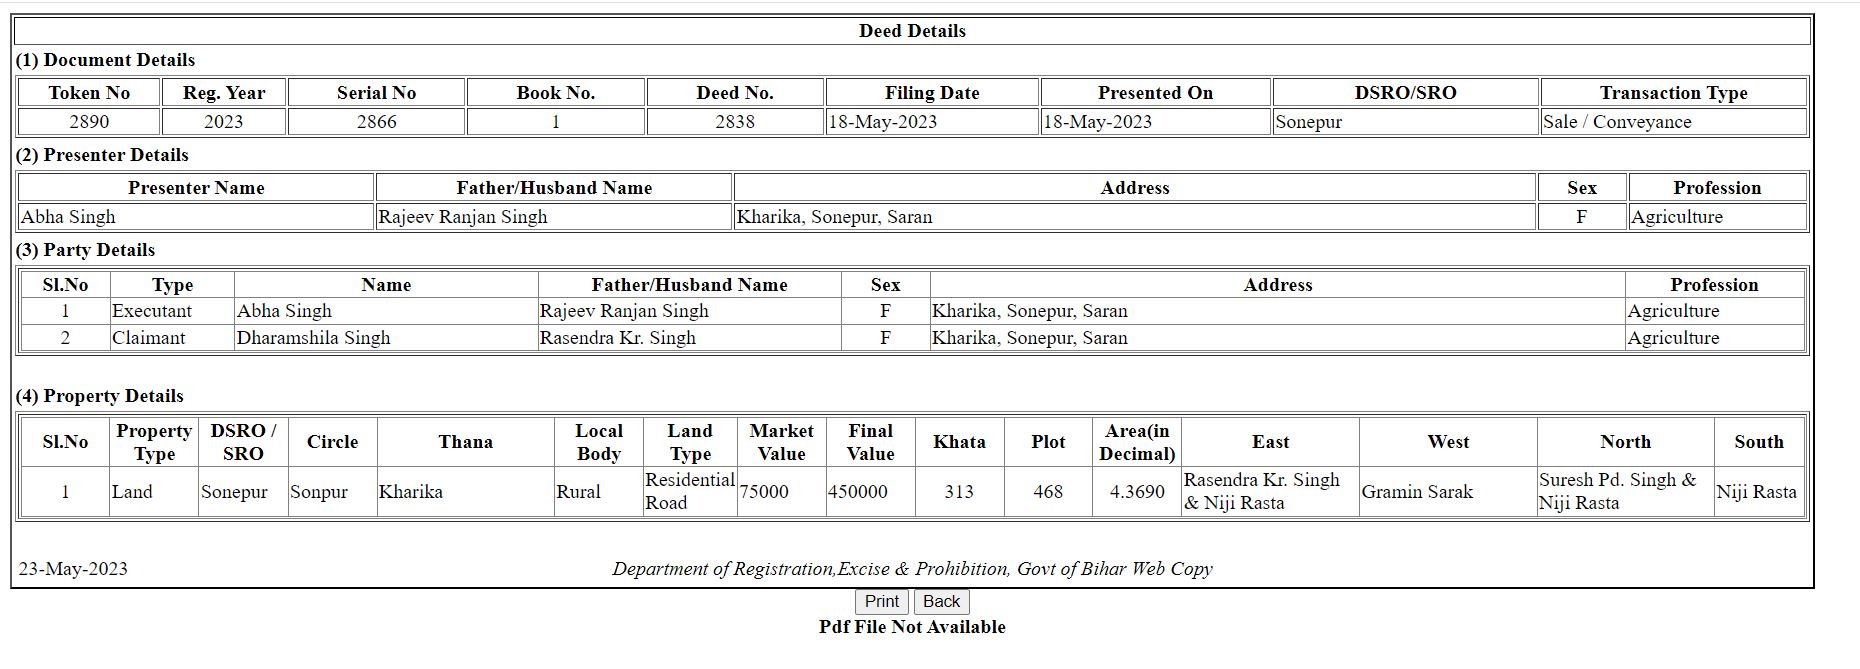 Deed Details
(1) Document Details
Token No Reg. Year Serial No Book No. Deed No. Filing Date Presented On DSRO/SRO Transaction Type
2890 2023 2866 1 2838 18-May-2023 18-May-2023 Sonepur Sale / Conveyance
(2) Presenter Details
Presenter Name Father/Husband Name Address Sex Profession
Abha Singh Rajeev Ranjan Singh Kharika, Sonepur, Saran F Agriculture
(3) Party Details
Sl.No Type Name Father/Husband Name Sex Address Profession
1 Executant Abha Singh Rajeev Ranjan Singh F Kharika, Sonepur, Saran Agriculture
2 Claimant Dharamshila Singh Rasendra Kr. Singh F Kharika, Sonepur, Saran Agriculture
(4) Property Details
Sl.No Property Type DSRO / SRO Circle Thana Local Body Land Type Market Value Final Value Khata Plot Area(in Decimal) East West North South
1 Land Sonepur Sonpur Kharika Rural Residential Road 75000 450000 313 468 4.3690 Rasendra Kr. Singh & Niji Rasta Gramin Sarak Suresh Pd. Singh & Niji Rasta Niji Rasta
23-May-2023 Department of Registration,Excise & Prohibition, Govt of Bihar Web Copy
Print Back
Pdf File Not Available